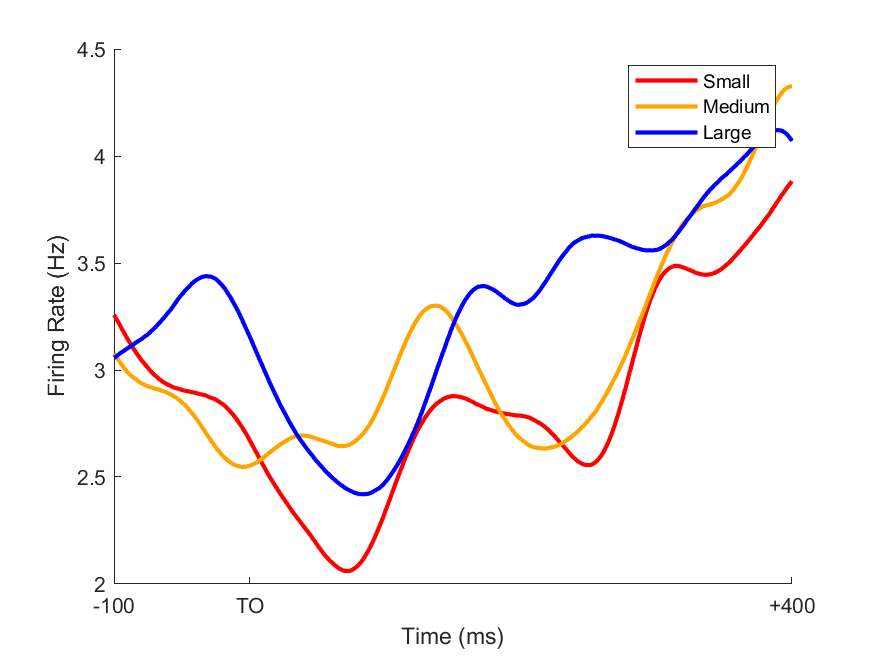 4.5
4
3.5
3
2.5
2
Firing Rate (Hz)
Small
Medium
Large
-100
TO
+400
Time (ms)